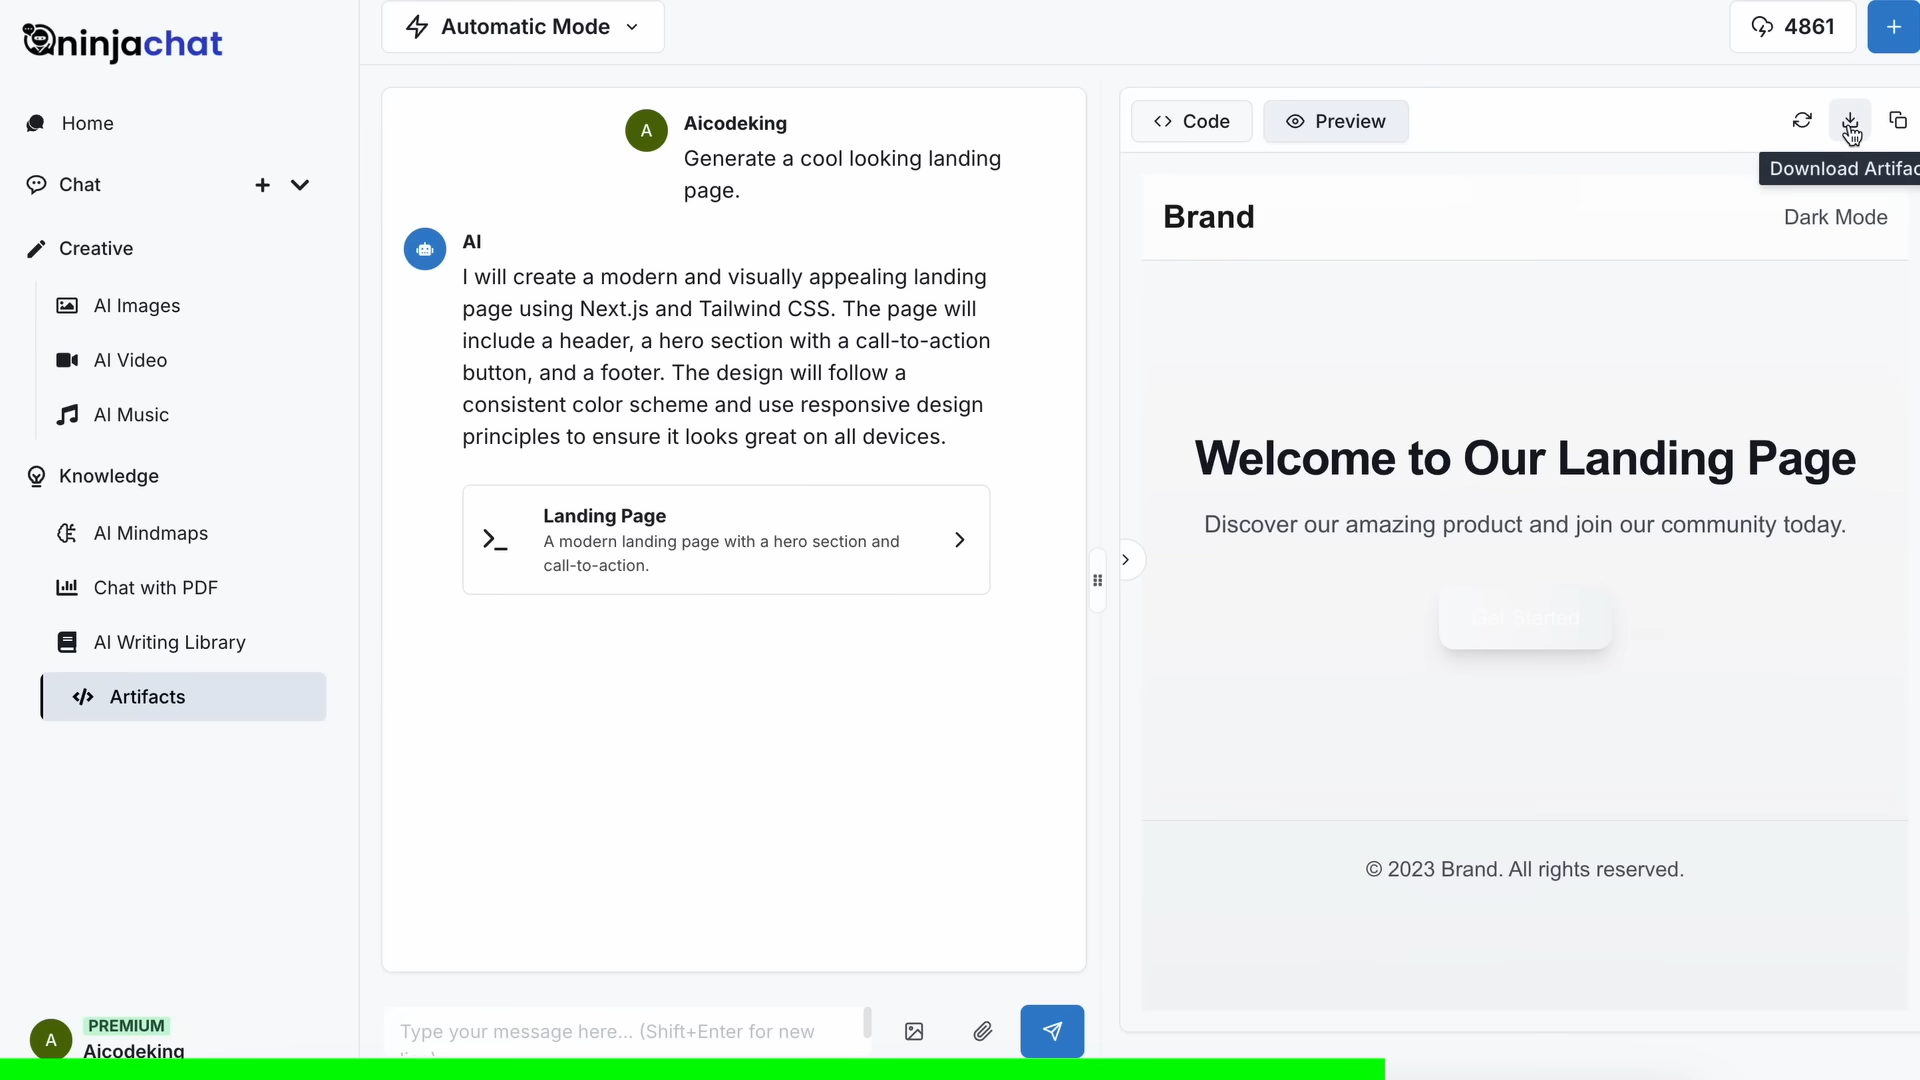 ninjachat
Automatic Mode
4861
Home
Chat
Creative
AI Images
AI Video
AI Music
Knowledge
AI Mindmaps
Chat with PDF
AI Writing Library
Artifacts
PREMIUM
A
Aicodeking
A
Aicodeking
Generate a cool looking landing
page.
AI
I will create a modern and visually appealing landing
page using Next.js and Tailwind CSS. The page will
include a header, a hero section with a call-to-action
button, and a footer. The design will follow a
consistent color scheme and use responsive design
principles to ensure it looks great on all devices.
Landing Page
A modern landing page with a hero section and
call-to-action.
Type your message here... (Shift+Enter for new
Code
Preview
Download Artifac
Brand
Dark Mode
Welcome to Our Landing Page
Discover our amazing product and join our community today.
Get Started
© 2023 Brand. All rights reserved.